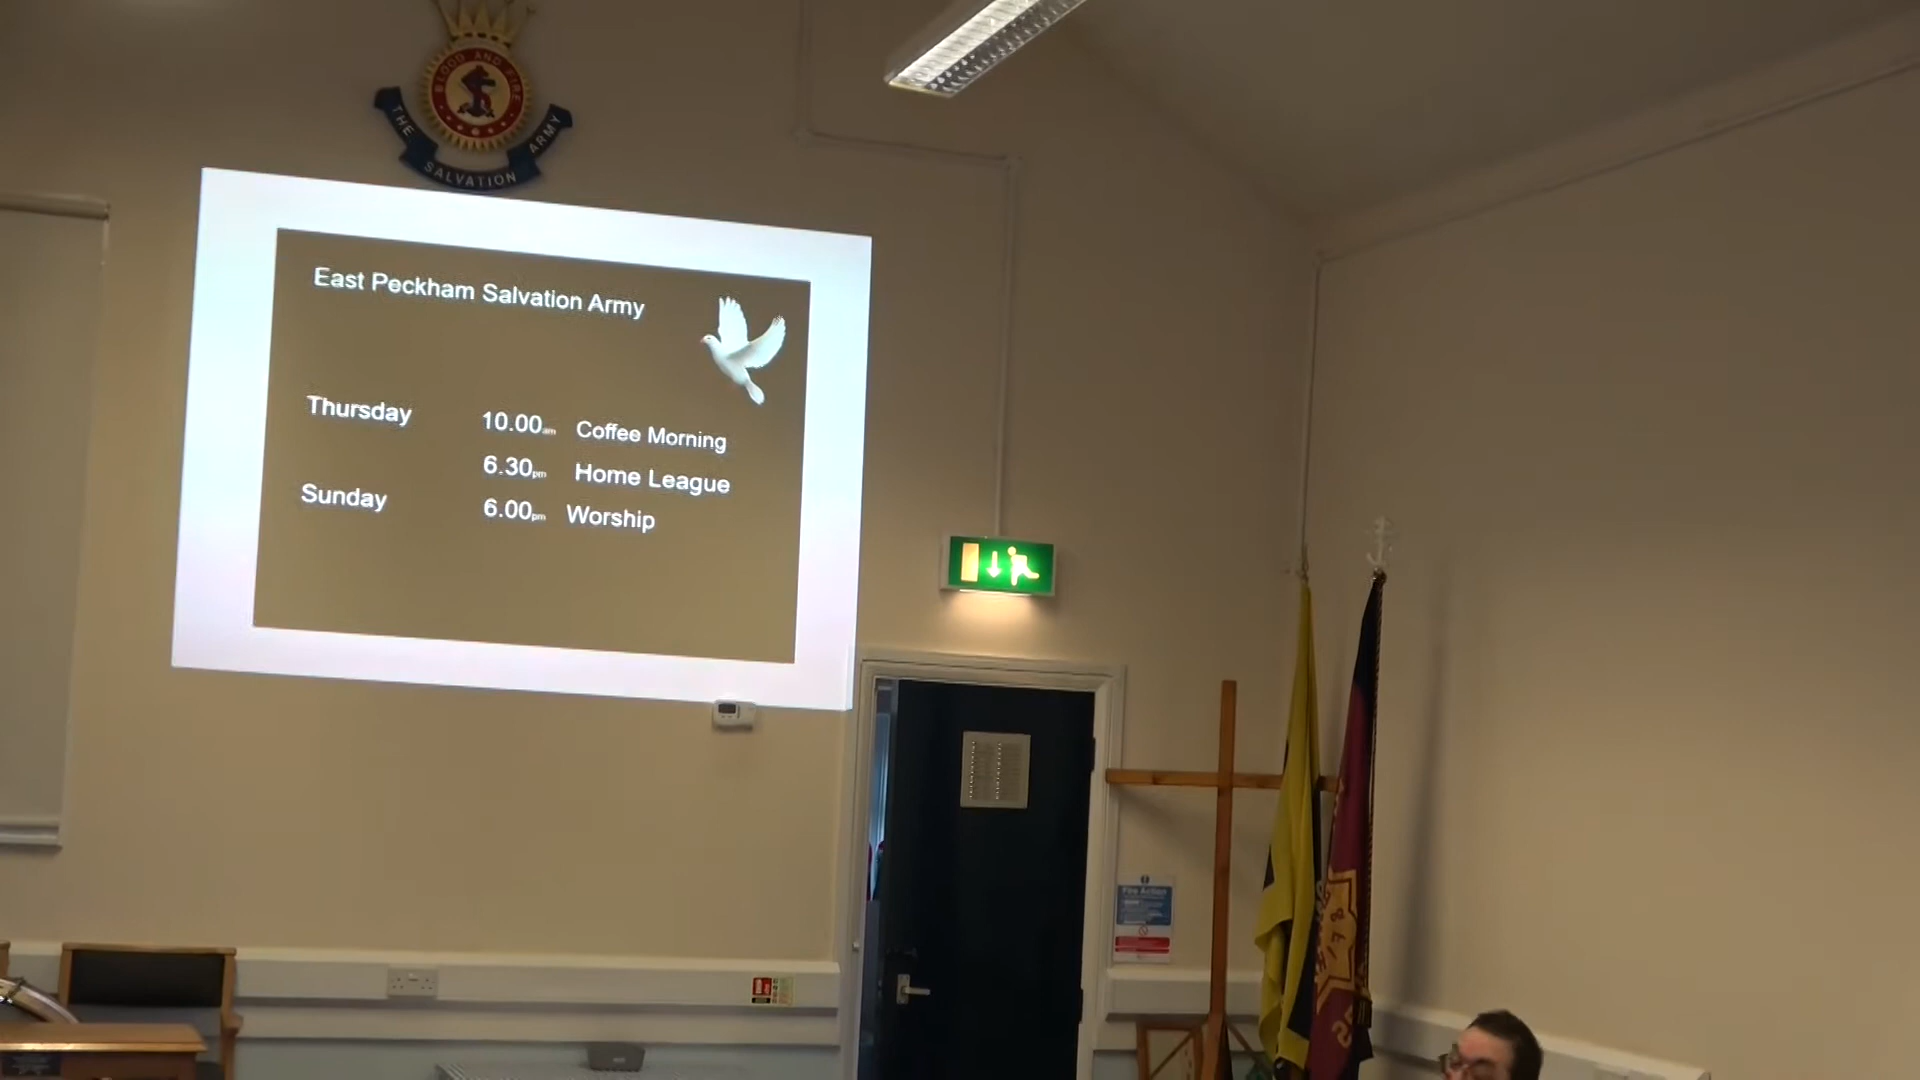 BLOOD AND FIRE
THE SALVATION ARMY
East Peckham Salvation Army
Thursday 10.00am Coffee Morning
6.30pm Home League
Sunday 6.00pm Worship
Fire Action